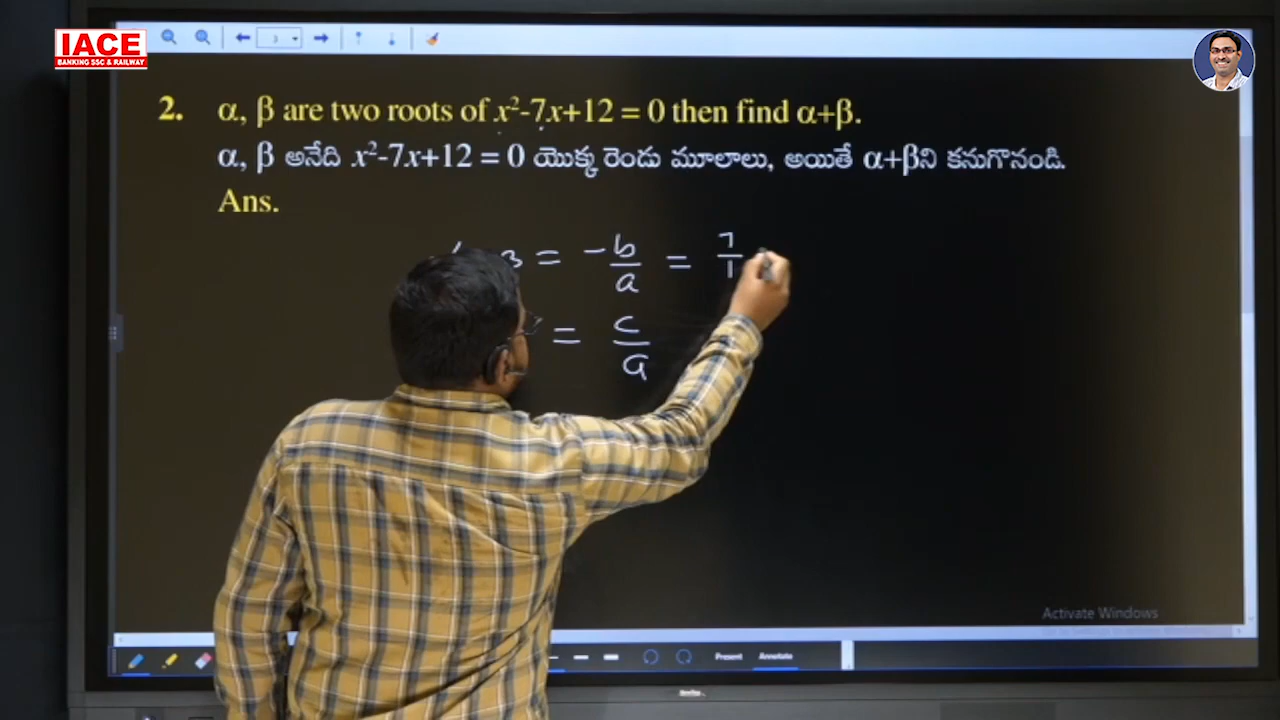 IACE
BANKING SSC & RAILWAY
3
2. α, β are two roots of x²-7x+12 = 0 then find α+β.
α, β అనేది x²-7x+12 = 0 యొక్క రెండు మూలాలు, అయితే α+βని కనుగొనండి.
Ans.
= -b/a = 7/1
= c/a
Activate Windows
Present Annotate